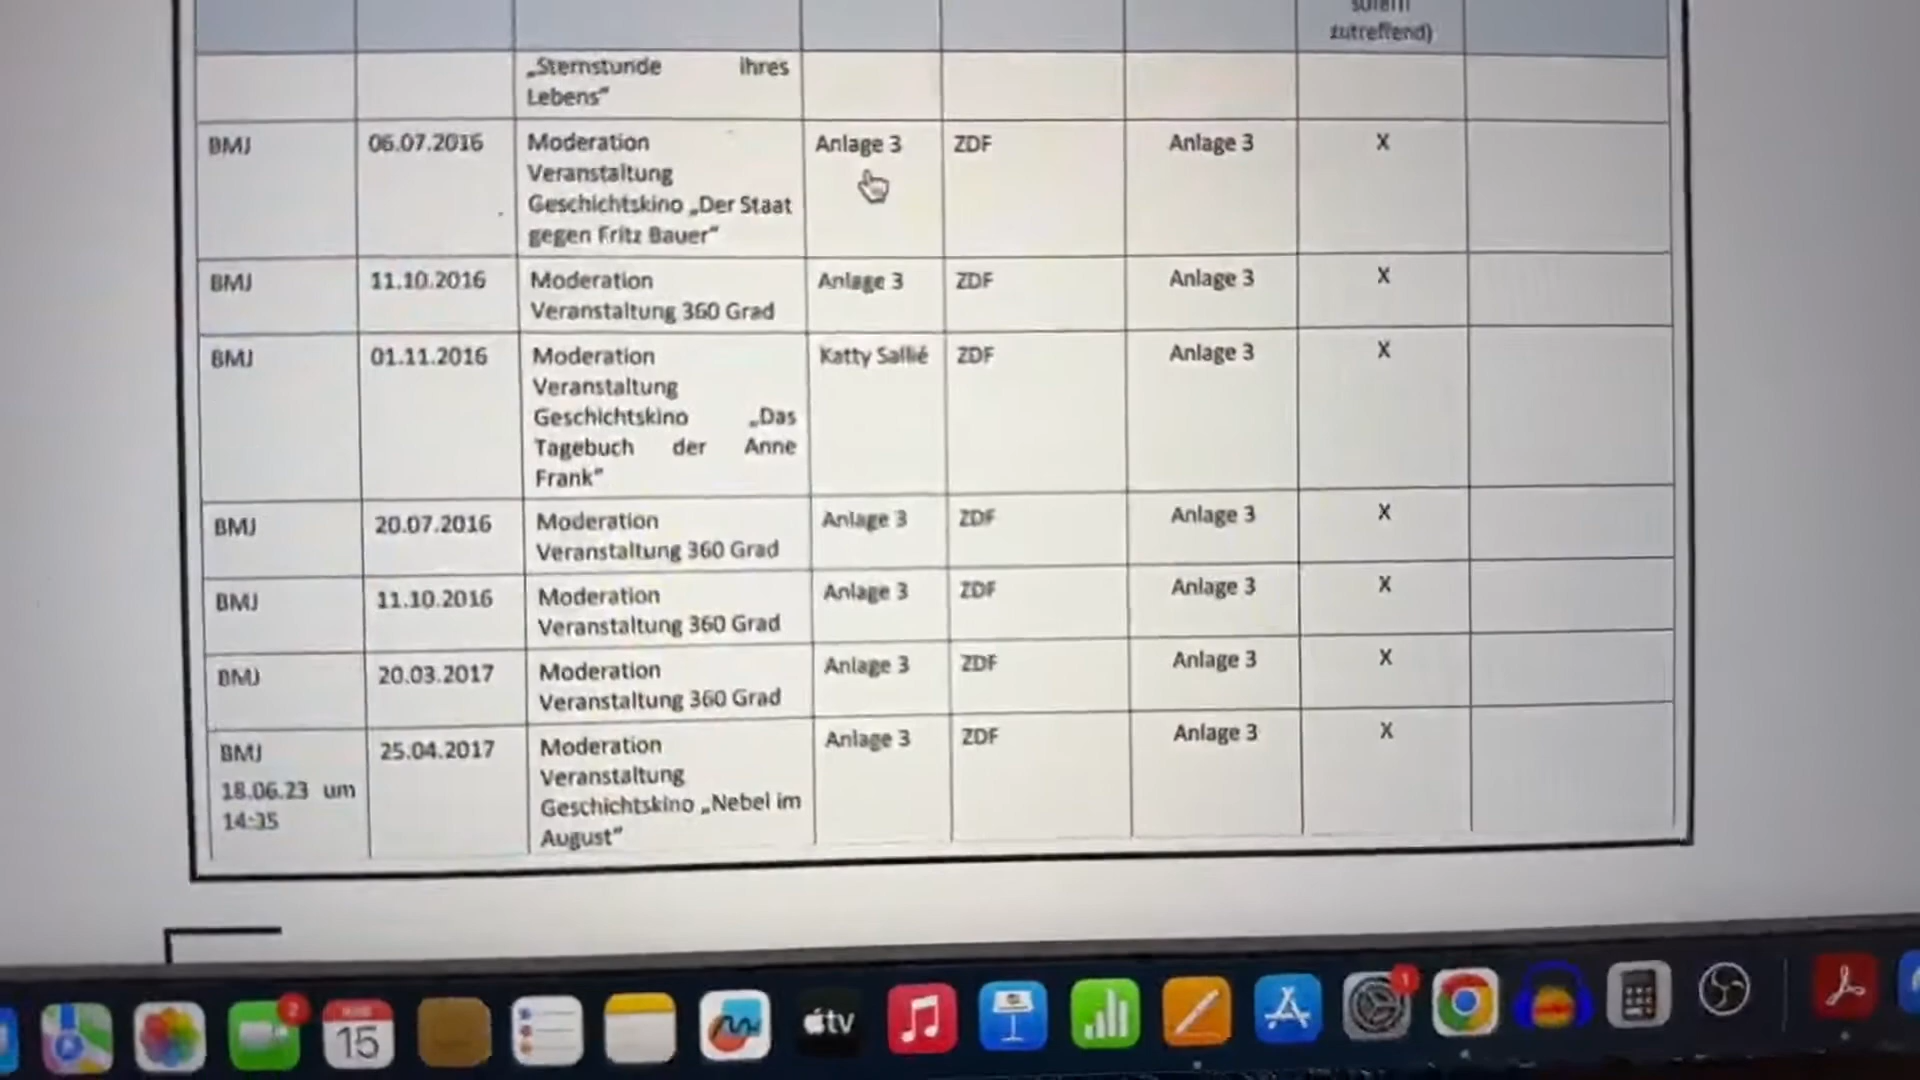 sofern
zutreffend)
„Sternstunde ihres
Lebens“
BMJ 06.07.2016 Moderation Anlage 3 ZDF Anlage 3 X
Veranstaltung
Geschichtskino „Der Staat
gegen Fritz Bauer“
BMJ 11.10.2016 Moderation Anlage 3 ZDF Anlage 3 X
Veranstaltung 360 Grad
BMJ 01.11.2016 Moderation Katty Sallié ZDF Anlage 3 X
Veranstaltung
Geschichtskino „Das
Tagebuch der Anne
Frank“
BMJ 20.07.2016 Moderation Anlage 3 ZDF Anlage 3 X
Veranstaltung 360 Grad
BMJ 11.10.2016 Moderation Anlage 3 ZDF Anlage 3 X
Veranstaltung 360 Grad
BMJ 20.03.2017 Moderation Anlage 3 ZDF Anlage 3 X
Veranstaltung 360 Grad
BMJ 25.04.2017 Moderation Anlage 3 ZDF Anlage 3 X
18.06.23 um Veranstaltung
14:35 Geschichtskino „Nebel im
August“
2
15
tv
1